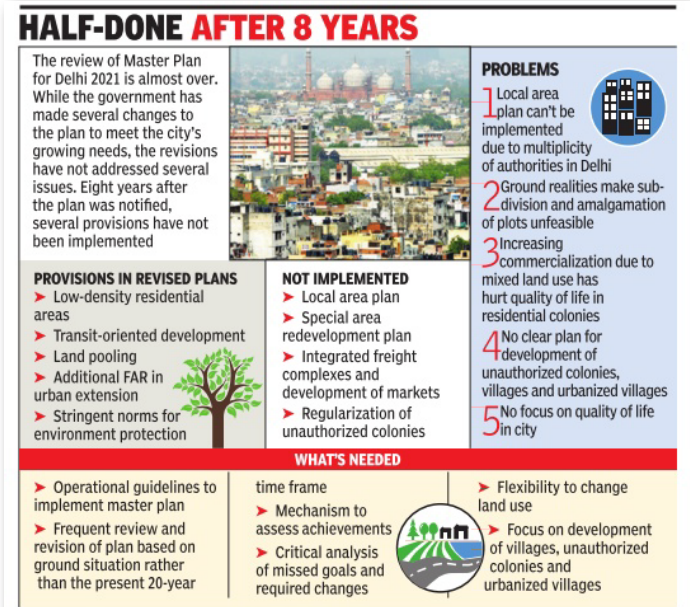 HALF-DONE AFTER 8 YEARS
The review of Master Plan
for Delhi 2021 is almost over.
While the government has
made several changes to
the plan to meet the city's
growing needs, the revisions
have not addressed several
issues. Eight years after
the plan was notified,
several provisions have not
been implemented
PROVISIONS IN REVISED PLANS
➤ Low-density residential
areas
➤ Transit-oriented development
➤ Land pooling
➤ Additional FAR in
urban extension
➤ Stringent norms for
environment protection
NOT IMPLEMENTED
➤ Local area plan
➤ Special area
redevelopment plan
➤ Integrated freight
complexes and
development of markets
➤ Regularization of
unauthorized colonies
PROBLEMS
1 Local area
plan can't be
implemented
due to multiplicity
of authorities in Delhi
2 Ground realities make sub-
division and amalgamation
of plots unfeasible
3 Increasing
commercialization due to
mixed land use has
hurt quality of life in
residential colonies
4 No clear plan for
development of
unauthorized colonies,
villages and urbanized villages
5 No focus on quality of life
in city
WHAT'S NEEDED
➤ Operational guidelines to
implement master plan
➤ Frequent review and
revision of plan based on
ground situation rather
than the present 20-year
time frame
➤ Mechanism to
assess achievements
➤ Critical analysis
of missed goals and
required changes
➤ Flexibility to change
land use
➤ Focus on development
of villages, unauthorized
colonies and
urbanized villages